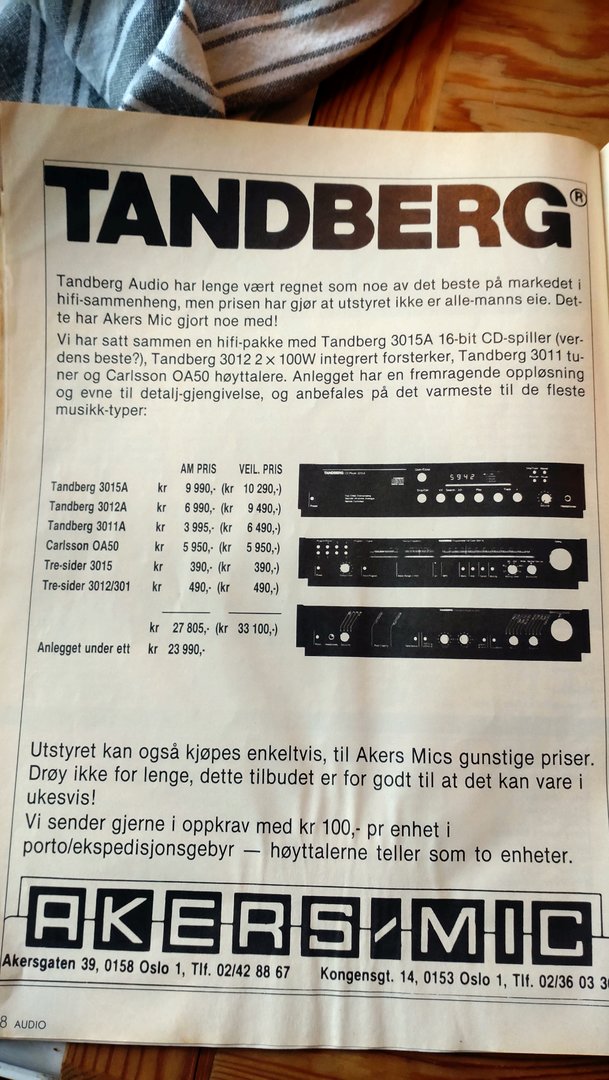 TANDBERG®
Tandberg Audio har lenge vært regnet som noe av det beste på markedet i
hifi-sammenheng, men prisen har gjør at utstyret ikke er alle-manns eie. Det-
te har Akers Mic gjort noe med!
Vi har satt sammen en hifi-pakke med Tandberg 3015A 16-bit CD-spiller (ver-
dens beste?), Tandberg 3012 2 × 100W integrert forsterker, Tandberg 3011 tu-
ner og Carlsson OA50 høyttalere. Anlegget har en fremragende oppløsning
og evne til detalj-gjengivelse, og anbefales på det varmeste til de fleste
musikk-typer:
AM PRIS VEIL. PRIS
Tandberg 3015A kr 9 990,- (kr 10 290,-)
Tandberg 3012A kr 6 990,- (kr 9 490,-)
Tandberg 3011A kr 3 995,- (kr 6 490,-)
Carlsson OA50 kr 5 950,- (kr 5 950,-)
Tre-sider 3015 kr 390,- (kr 390,-)
Tre-sider 3012/301 kr 490,- (kr 490,-)
kr 27 805,- (kr 33 100,-)
Anlegget under ett kr 23 990,-
TANDBERG
5942
Utstyret kan også kjøpes enkeltvis, til Akers Mics gunstige priser.
Drøy ikke for lenge, dette tilbudet er for godt til at det kan vare i
ukesvis!
Vi sender gjerne i oppkrav med kr 100,- pr enhet i
porto/ekspedisjonsgebyr — høyttalerne teller som to enheter.
AKERS/MIC
Akersgaten 39, 0158 Oslo 1, Tlf. 02/42 88 67 Kongensgt. 14, 0153 Oslo 1, Tlf. 02/36 03
8 AUDIO